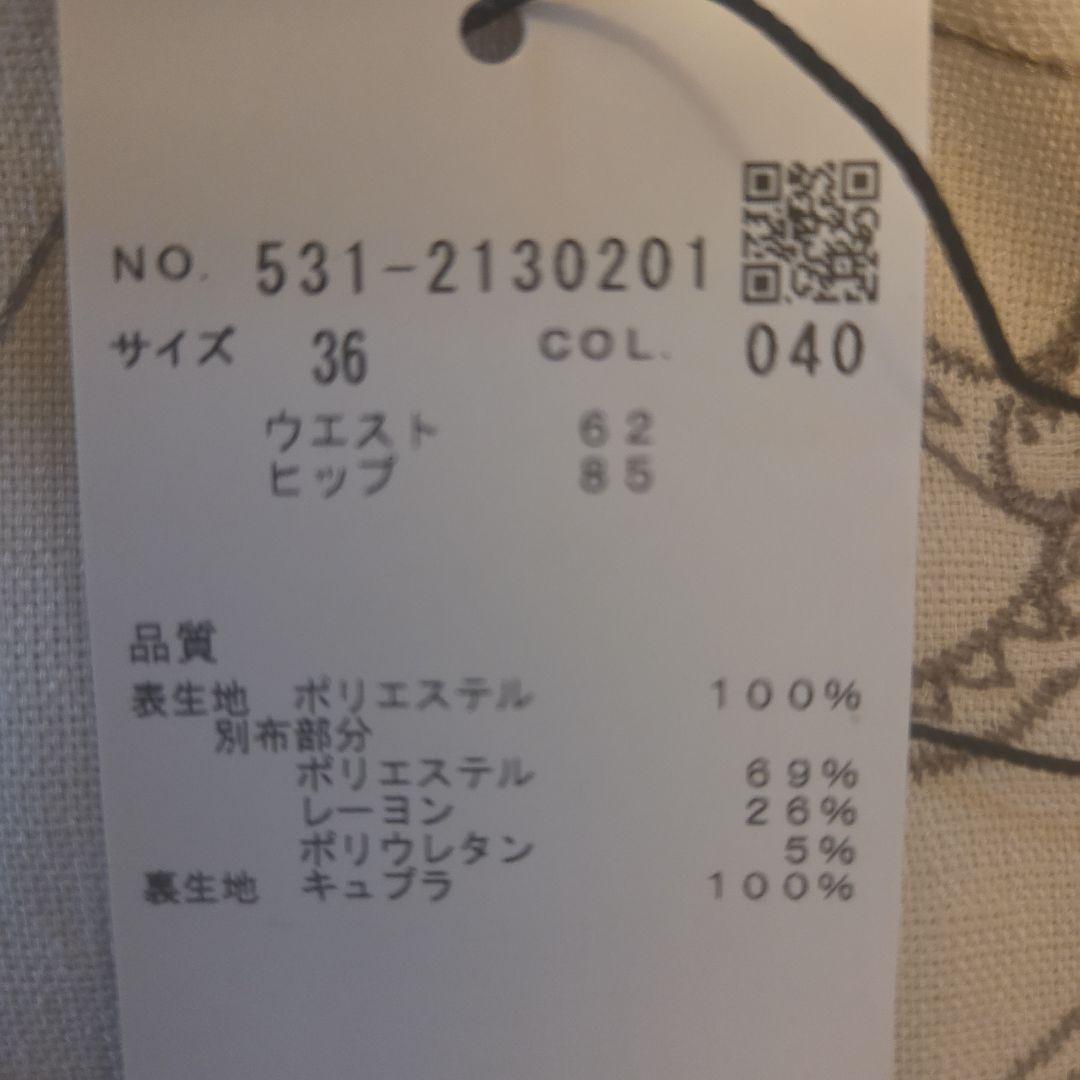 NO. 531-2130201
サイズ 36 COL. 040
ウエスト 62
ヒップ 85
品質
表生地 ポリエステル 100%
別布部分
ポリエステル 69%
レーヨン 26%
ポリウレタン 5%
裏生地 キュプラ 100%